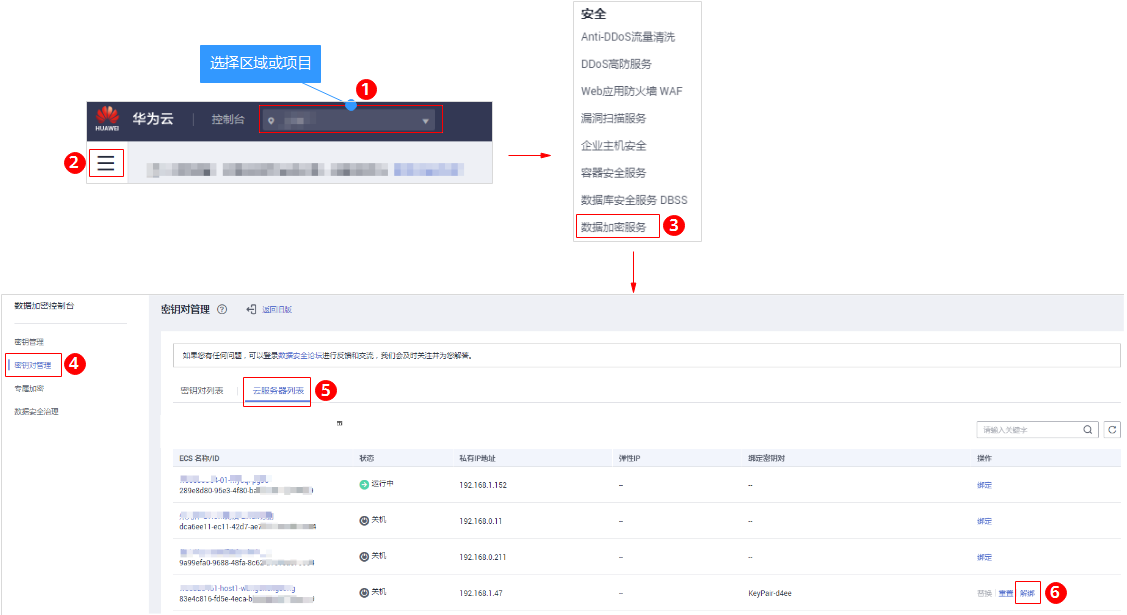 选择区域或项目
1
HUAWEI
华为云
控制台
2
安全
Anti-DDoS流量清洗
DDoS高防服务
Web应用防火墙 WAF
漏洞扫描服务
企业主机安全
容器安全服务
数据库安全服务 DBSS
数据加密服务
3
数据加密控制台
密钥管理
密钥对管理
4
专属加密
数据安全治理
密钥对管理
返回旧版
如果您有任何问题，可以登录数据安全论坛进行反馈和交流，我们会及时关注并为您解答。
密钥对列表
云服务器列表
5
请输入关键字
ECS 名称/ID 状态 私有IP地址 弹性IP 绑定密钥对 操作
289e8d80-95e3-4f80-ba 运行中 192.168.1.152 -- -- 绑定
dca6ee11-ec11-42d7-ae 关机 192.168.0.11 -- -- 绑定
9a99efa0-9688-48fa-8c62 关机 192.168.0.211 -- -- 绑定
83e4c816-fd5e-4eca-b 关机 192.168.1.47 -- KeyPair-d4ee 替换 重置 解绑
6